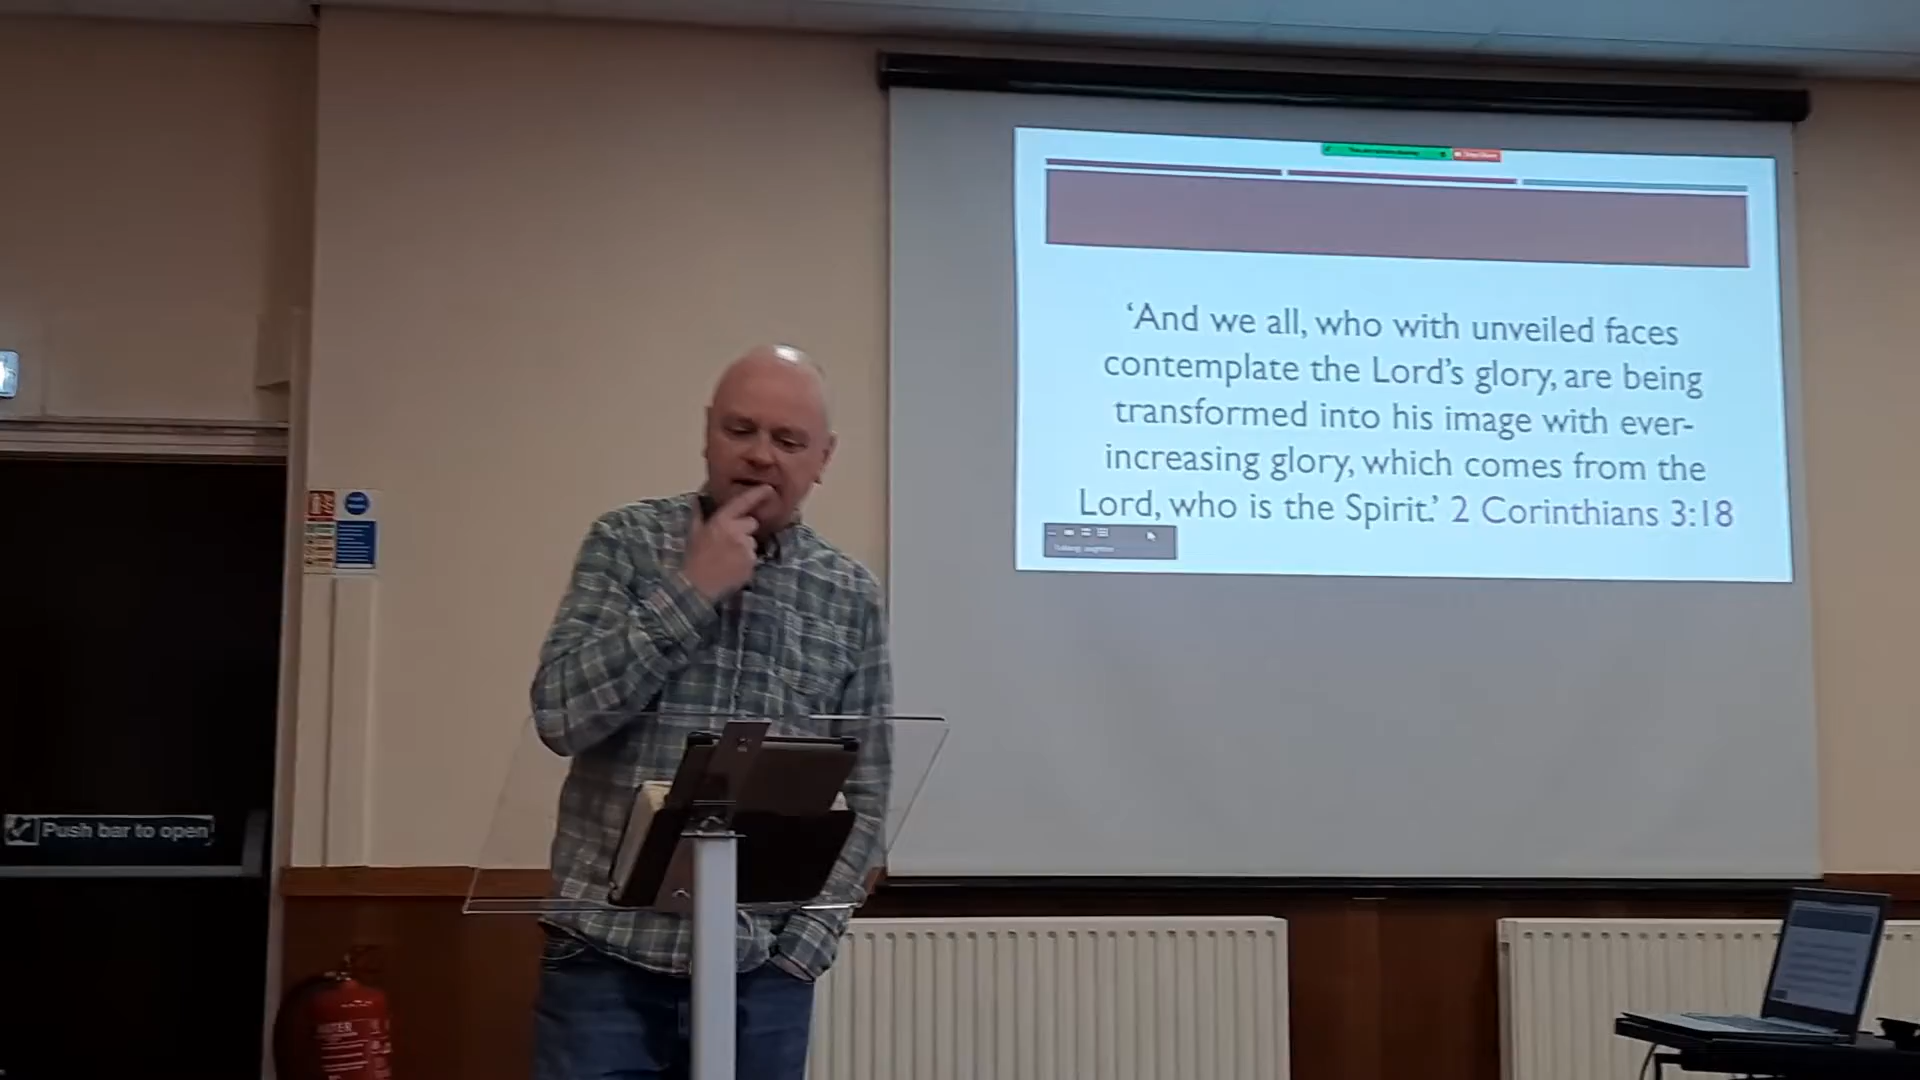 ‘And we all, who with unveiled faces
contemplate the Lord’s glory, are being
transformed into his image with ever-
increasing glory, which comes from the
Lord, who is the Spirit.’ 2 Corinthians 3:18
Push bar to open
WATER